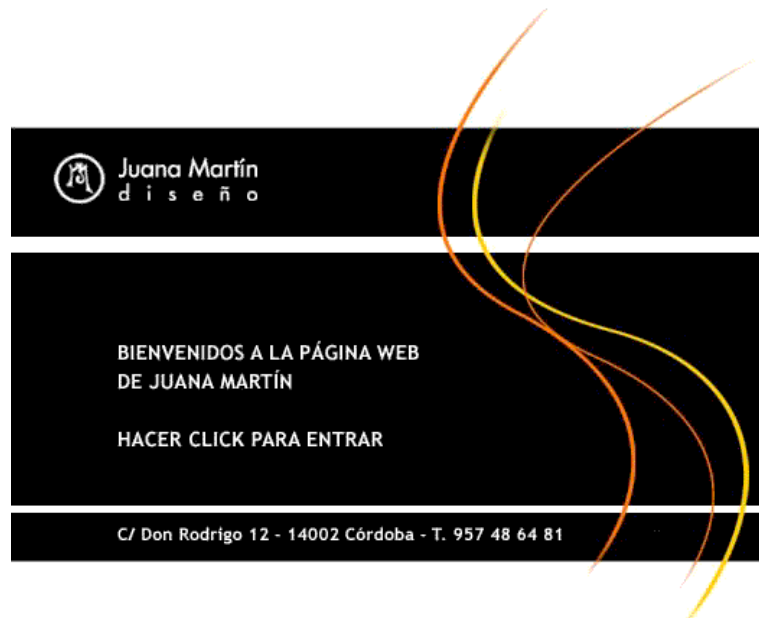 Juana Martín
diseño
BIENVENIDOS A LA PÁGINA WEB
DE JUANA MARTÍN
HACER CLICK PARA ENTRAR
C/ Don Rodrigo 12 - 14002 Córdoba - T. 957 48 64 81